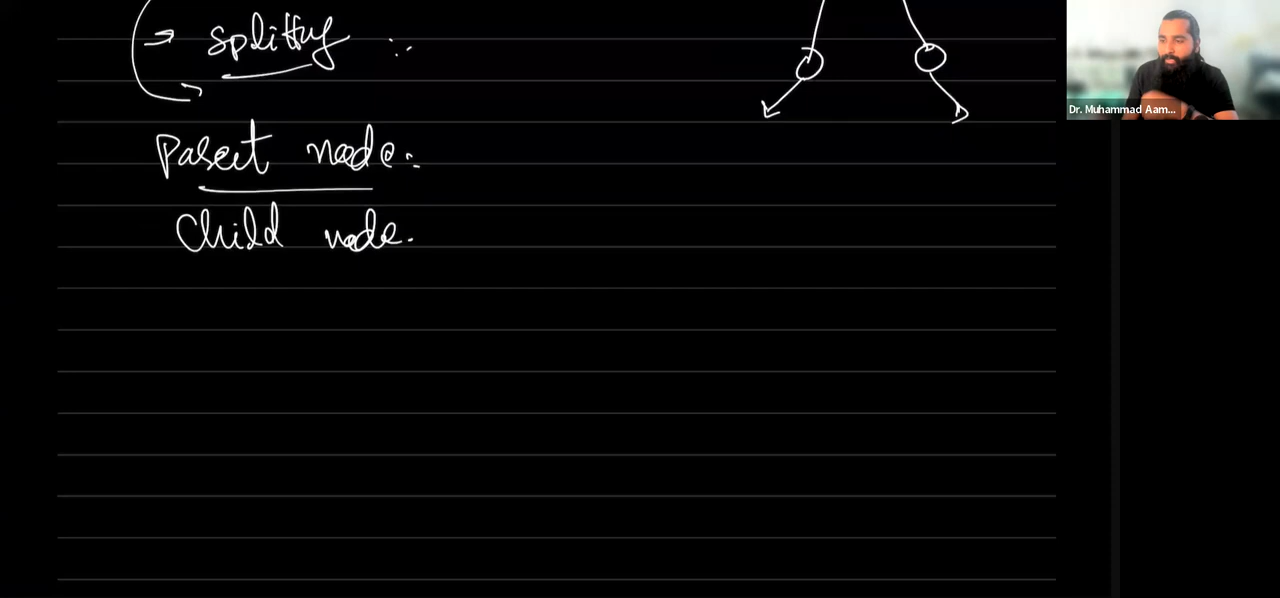 → splitting :
Parent node:
Child node.
Dr. Muhammad Aam...